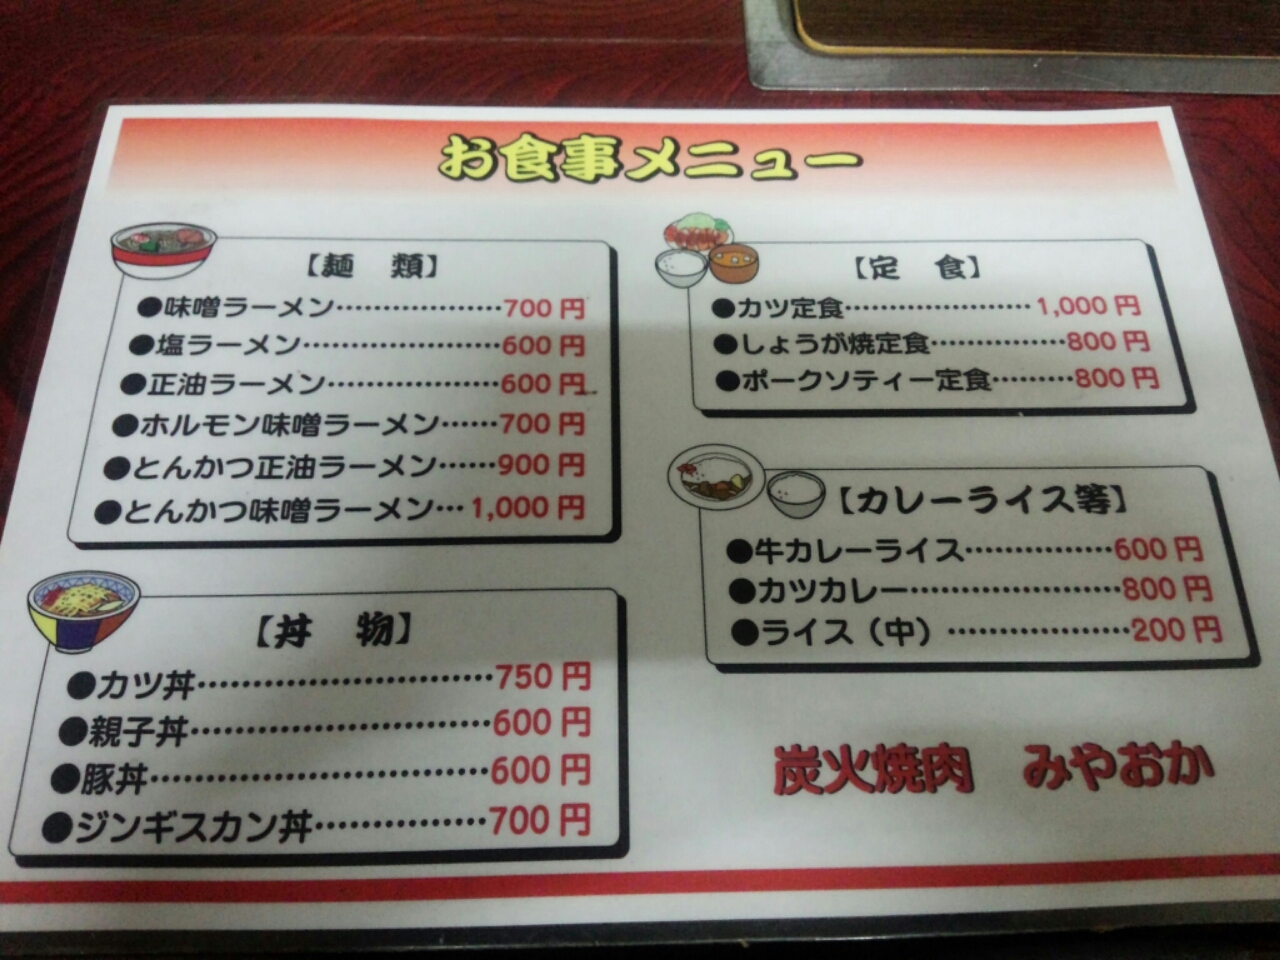 お食事メニュー
【麺　類】
●味噌ラーメン………………700円
●塩ラーメン…………………600円
●正油ラーメン………………600円
●ホルモン味噌ラーメン……700円
●とんかつ正油ラーメン……900円
●とんかつ味噌ラーメン…1,000円
【丼　物】
●カツ丼…………………………750円
●親子丼…………………………600円
●豚丼……………………………600円
●ジンギスカン丼………………700円
【定　食】
●カツ定食…………………1,000円
●しょうが焼定食……………800円
●ポークソティー定食………800円
【カレーライス等】
●牛カレーライス……………600円
●カツカレー…………………800円
●ライス（中）………………200円
炭火焼肉　みやおか